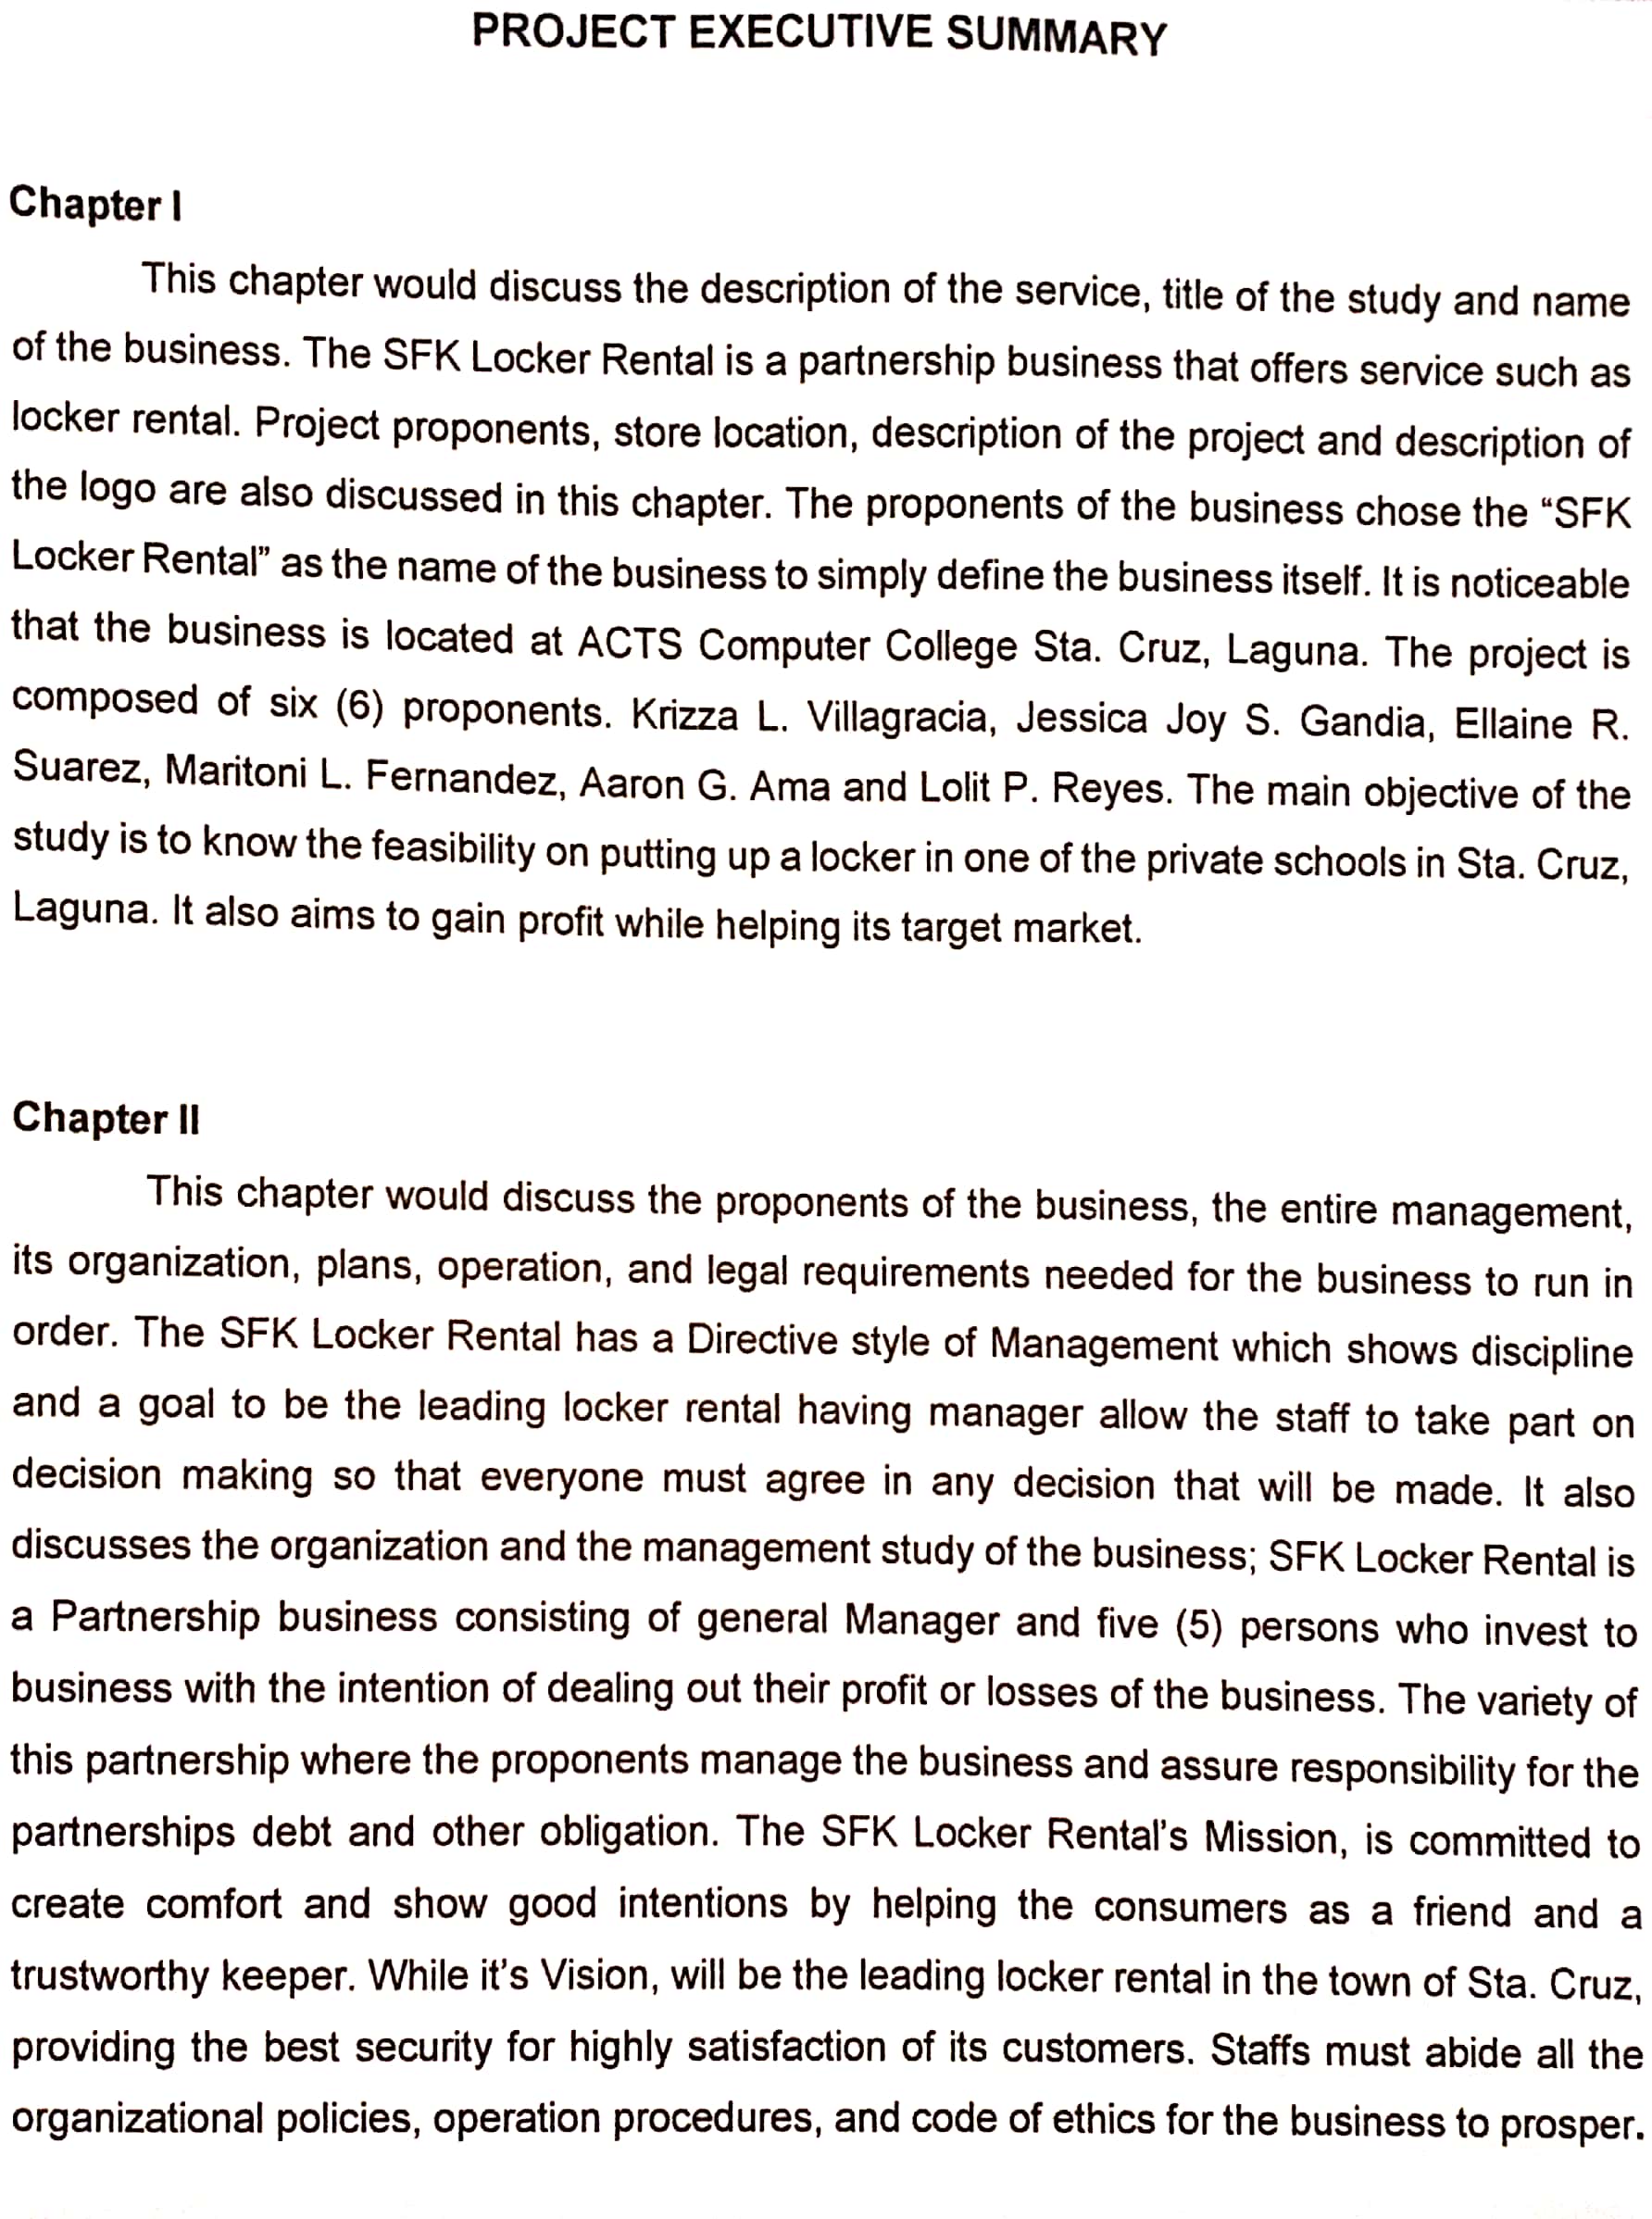 PROJECT EXECUTIVE SUMMARY
Chapter I
This chapter would discuss the description of the service, title of the study and name
of the business. The SFK Locker Rental is a partnership business that offers service such as
locker rental. Project proponents, store location, description of the project and description of
the logo are also discussed in this chapter. The proponents of the business chose the “SFK
Locker Rental” as the name of the business to simply define the business itself. It is noticeable
that the business is located at ACTS Computer College Sta. Cruz, Laguna. The project is
composed of six (6) proponents. Krizza L. Villagracia, Jessica Joy S. Gandia, Ellaine R.
Suarez, Maritoni L. Fernandez, Aaron G. Ama and Lolit P. Reyes. The main objective of the
study is to know the feasibility on putting up a locker in one of the private schools in Sta. Cruz,
Laguna. It also aims to gain profit while helping its target market.
Chapter II
This chapter would discuss the proponents of the business, the entire management,
its organization, plans, operation, and legal requirements needed for the business to run in
order. The SFK Locker Rental has a Directive style of Management which shows discipline
and a goal to be the leading locker rental having manager allow the staff to take part on
decision making so that everyone must agree in any decision that will be made. It also
discusses the organization and the management study of the business; SFK Locker Rental is
a Partnership business consisting of general Manager and five (5) persons who invest to
business with the intention of dealing out their profit or losses of the business. The variety of
this partnership where the proponents manage the business and assure responsibility for the
partnerships debt and other obligation. The SFK Locker Rental's Mission, is committed to
create comfort and show good intentions by helping the consumers as a friend and a
trustworthy keeper. While it's Vision, will be the leading locker rental in the town of Sta. Cruz,
providing the best security for highly satisfaction of its customers. Staffs must abide all the
organizational policies, operation procedures, and code of ethics for the business to prosper.